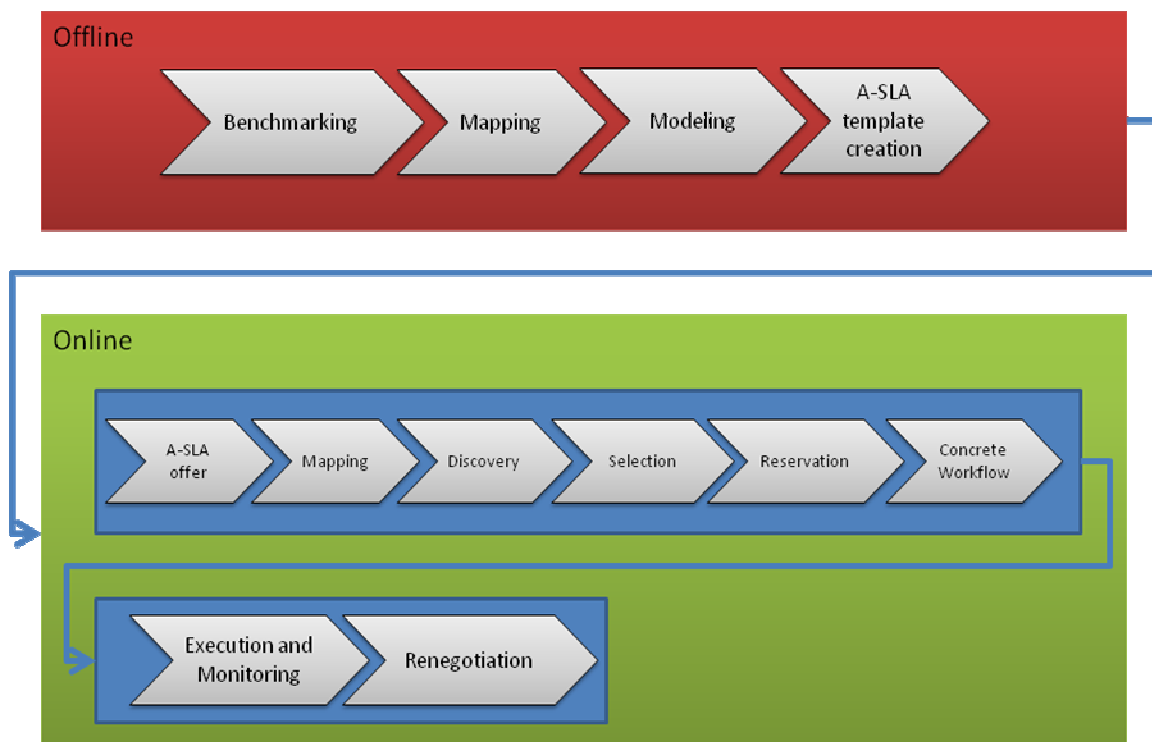 Offline
Benchmarking
Mapping
Modeling
A-SLA
template
creation
Online
A-SLA
offer
Mapping
Discovery
Selection
Reservation
Concrete
Workflow
Execution and
Monitoring
Renegotiation